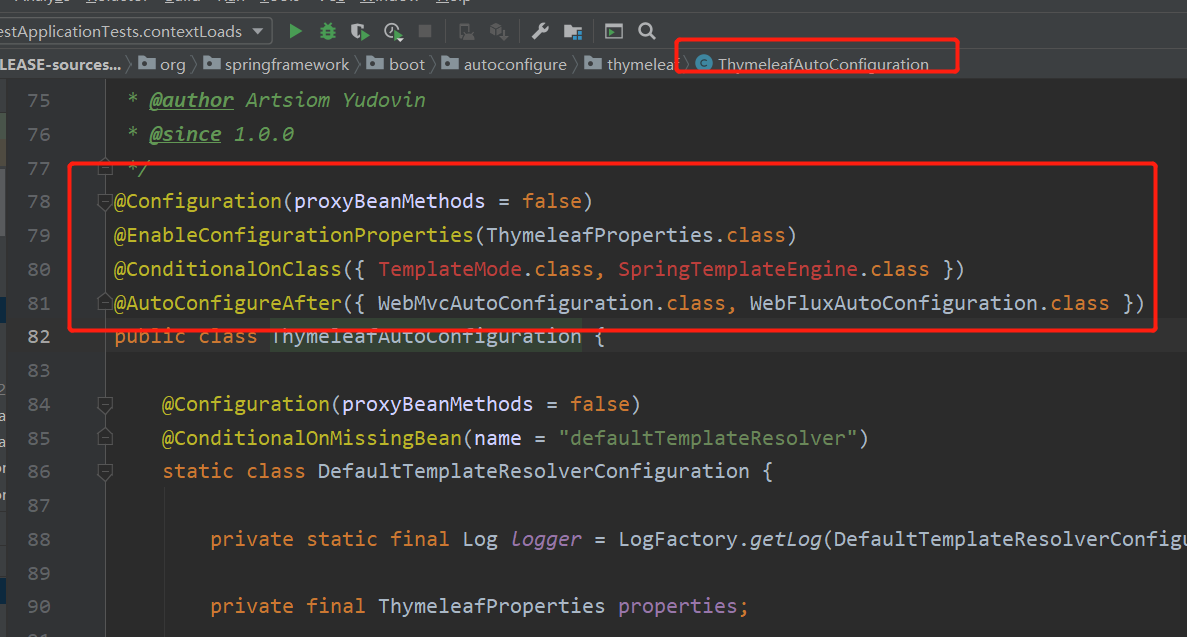 estApplicationTests.contextLoads
LEASE-sources... org springframework boot autoconfigure thymeleaf ThymeleafAutoConfiguration
75 * @author Artsiom Yudovin
76 * @since 1.0.0
77 */
78 @Configuration(proxyBeanMethods = false)
79 @EnableConfigurationProperties(ThymeleafProperties.class)
80 @ConditionalOnClass({ TemplateMode.class, SpringTemplateEngine.class })
81 @AutoConfigureAfter({ WebMvcAutoConfiguration.class, WebFluxAutoConfiguration.class })
82 public class ThymeleafAutoConfiguration {
83
84 @Configuration(proxyBeanMethods = false)
85 @ConditionalOnMissingBean(name = "defaultTemplateResolver")
86 static class DefaultTemplateResolverConfiguration {
87
88 private static final Log logger = LogFactory.getLog(DefaultTemplateResolverConfigu
89
90 private final ThymeleafProperties properties;